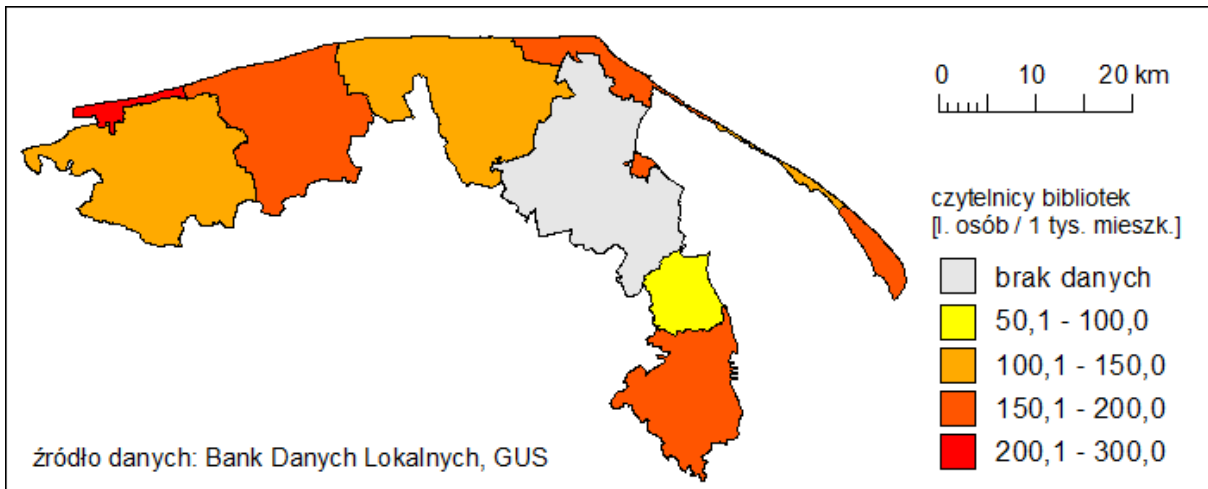 0 10 20 km
czytelnicy bibliotek
[l. osób / 1 tys. mieszk.]
brak danych
50,1 - 100,0
100,1 - 150,0
150,1 - 200,0
200,1 - 300,0
źródło danych: Bank Danych Lokalnych, GUS